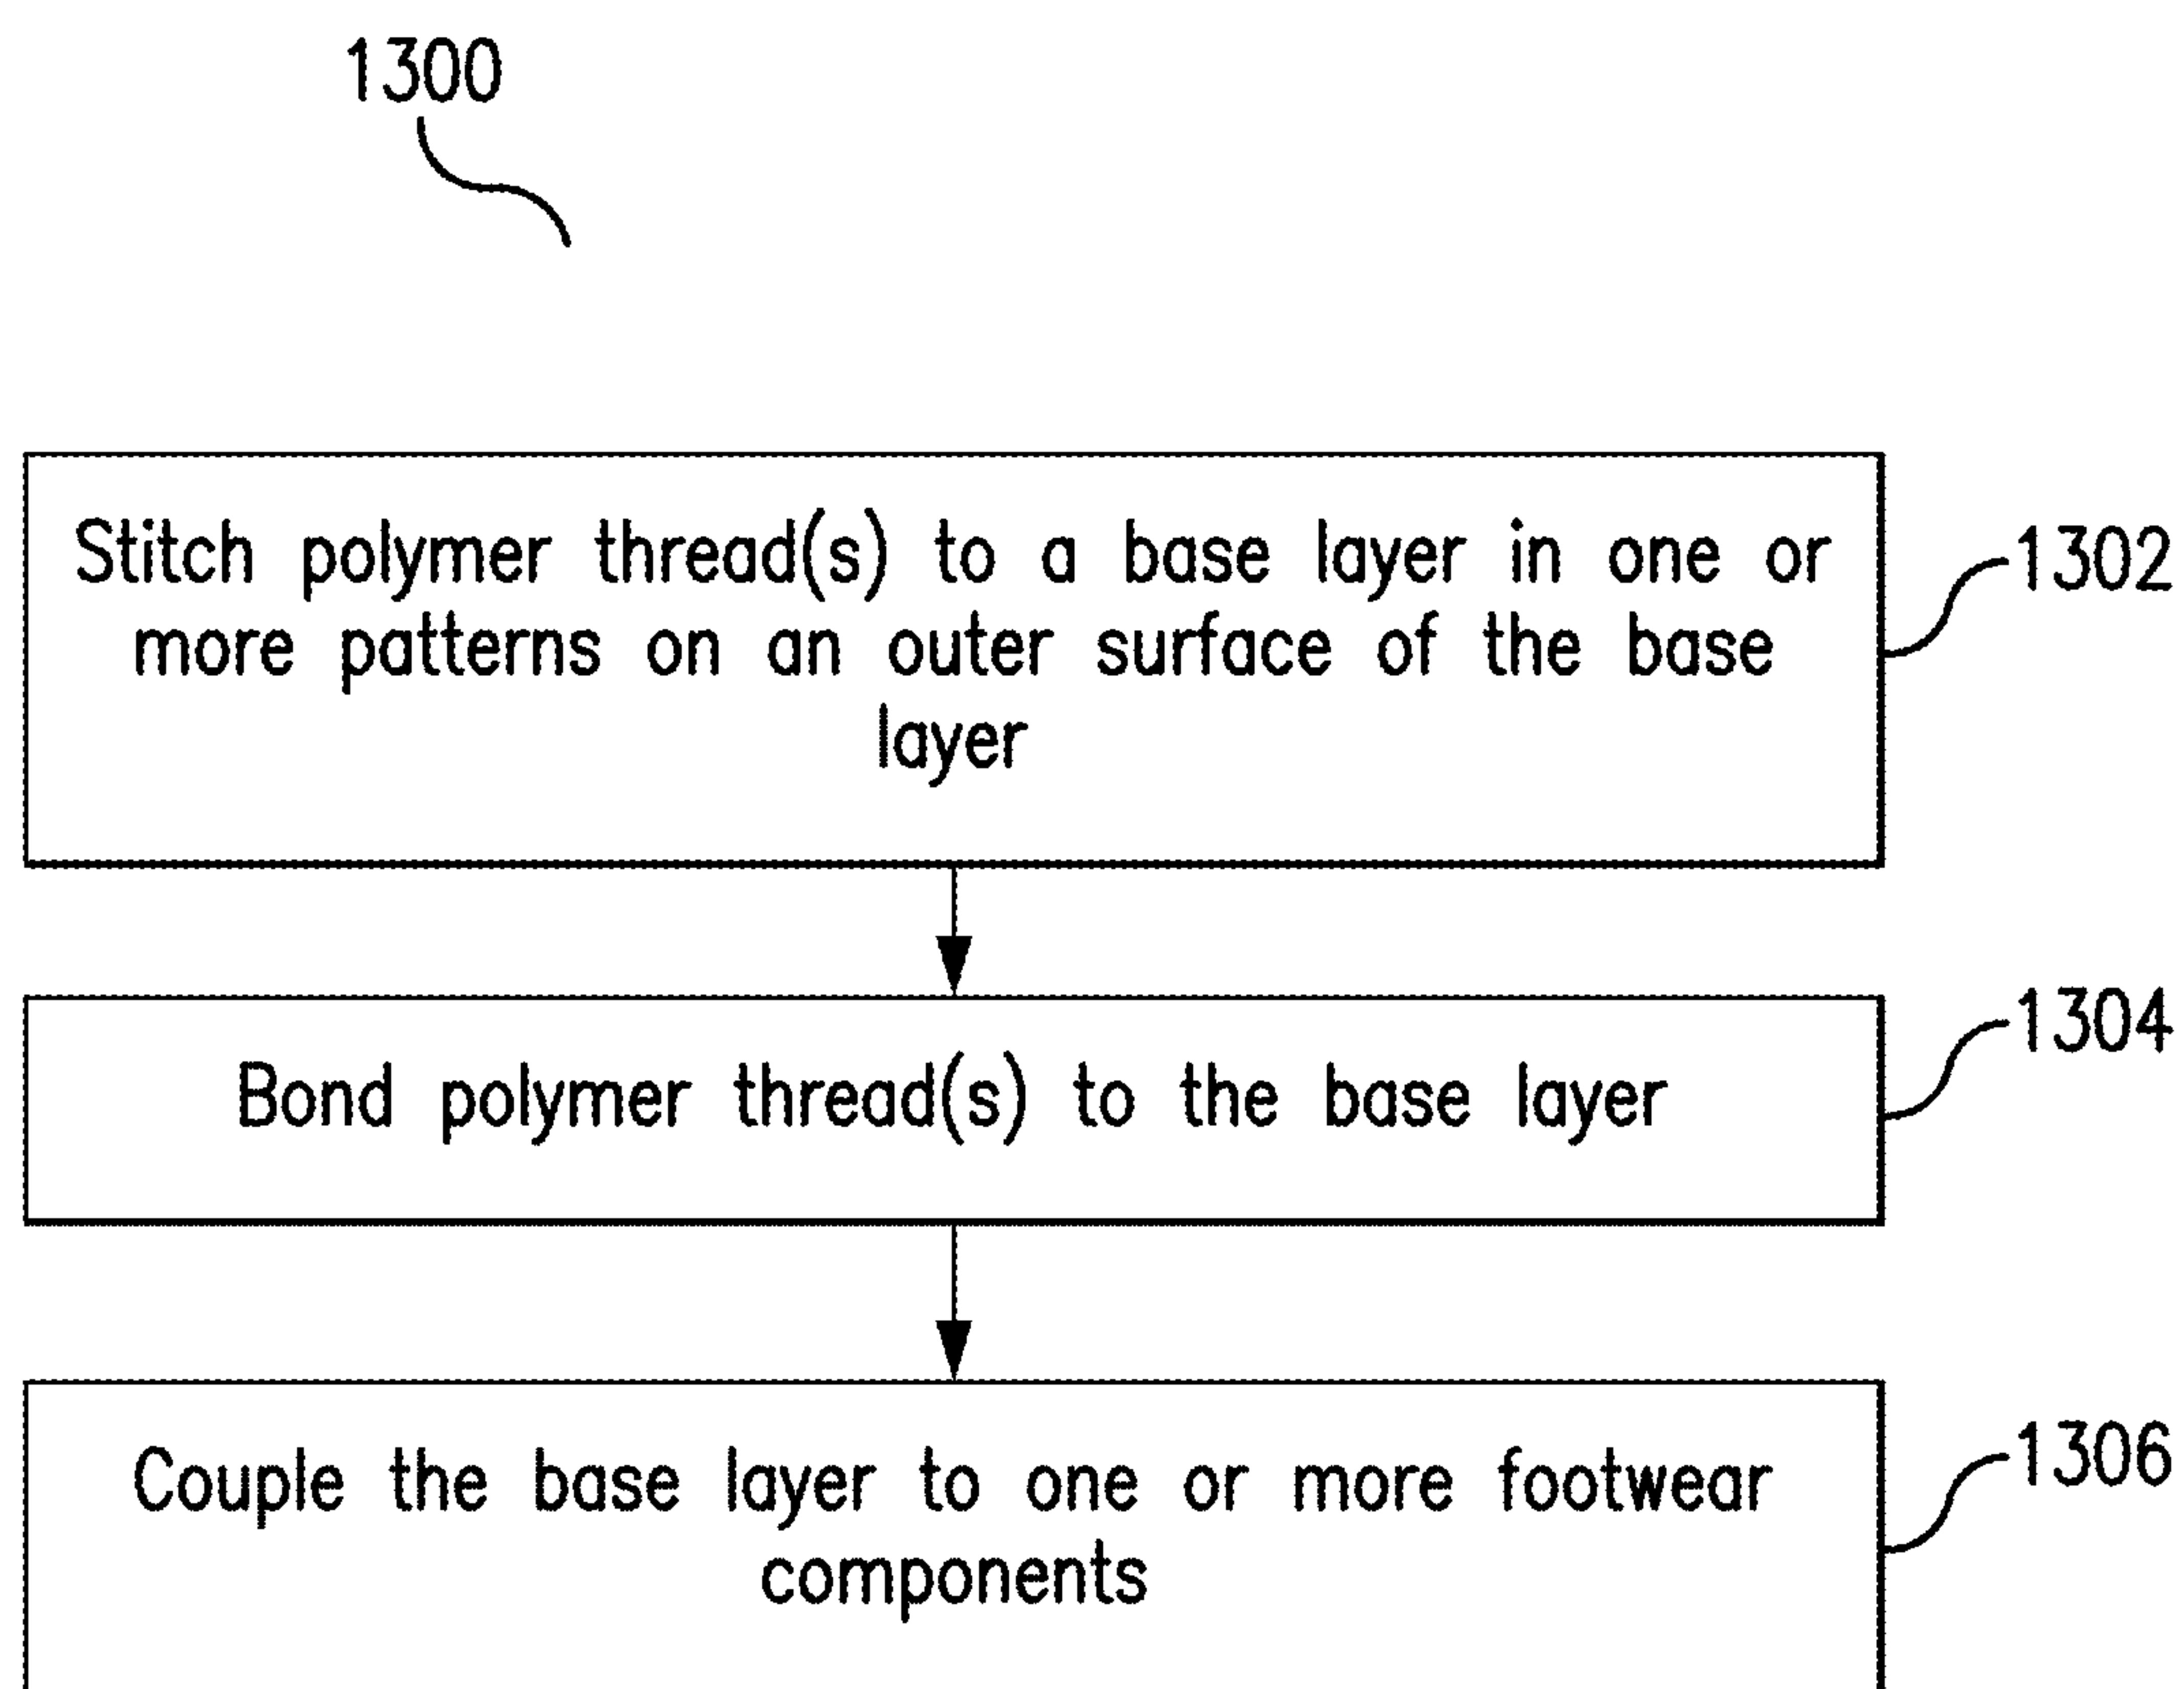 1300
Stitch polymer thread(s) to a base layer in one or
more patterns on an outer surface of the base
layer
1302
Bond polymer thread(s) to the base layer
1304
Couple the base layer to one or more footwear
components
1306